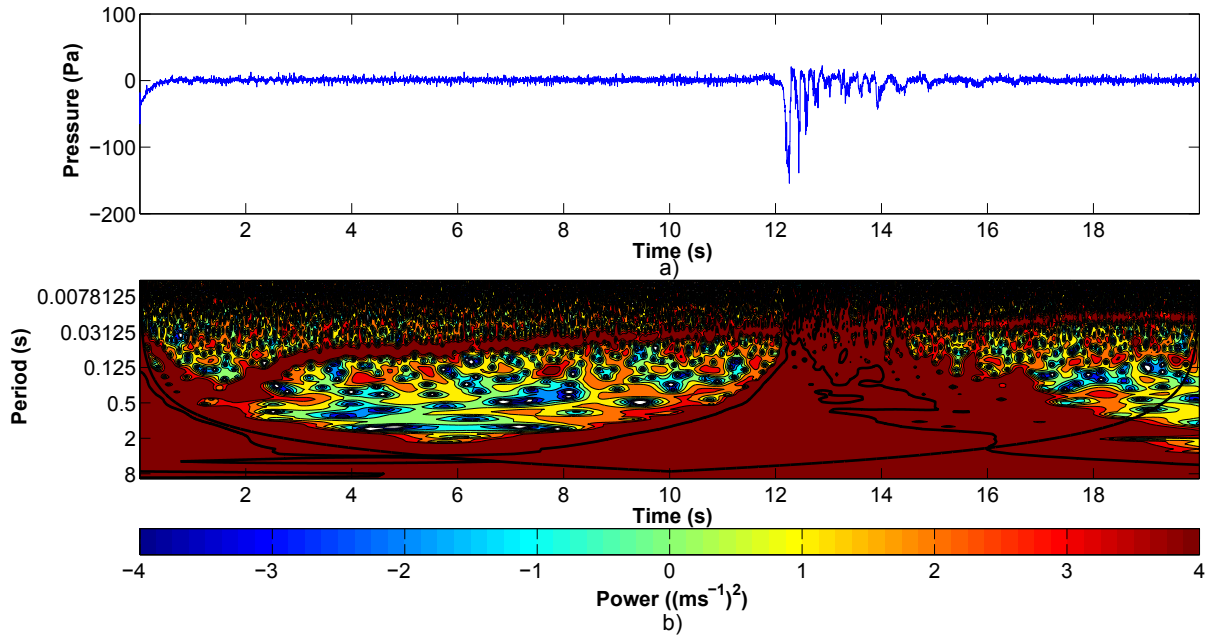 100
0
−100
−200
Pressure (Pa)
2 4 6 8 10 12 14 16 18
Time (s)
a)
0.0078125
0.03125
0.125
0.5
2
8
Period (s)
2 4 6 8 10 12 14 16 18
Time (s)
−4 −3 −2 −1 0 1 2 3 4
Power ((ms⁻¹)²)
b)